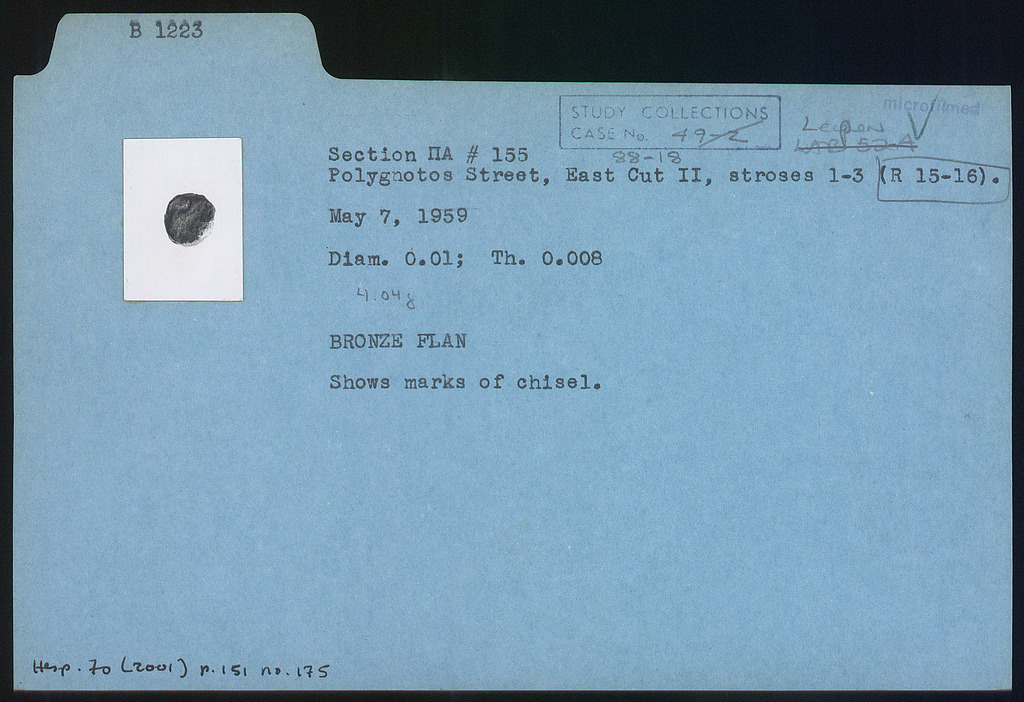 B 1223
microfilmed
STUDY COLLECTIONS
CASE No. 49-2
88-18
Section ΠΑ # 155
Polygnotos Street, East Cut II, stroses 1-3 (R 15-16).
May 7, 1959
Diam. 0.01; Th. 0.008
4.04g
BRONZE FLAN
Shows marks of chisel.
Hesp. 70 (2001) p. 151 no. 175